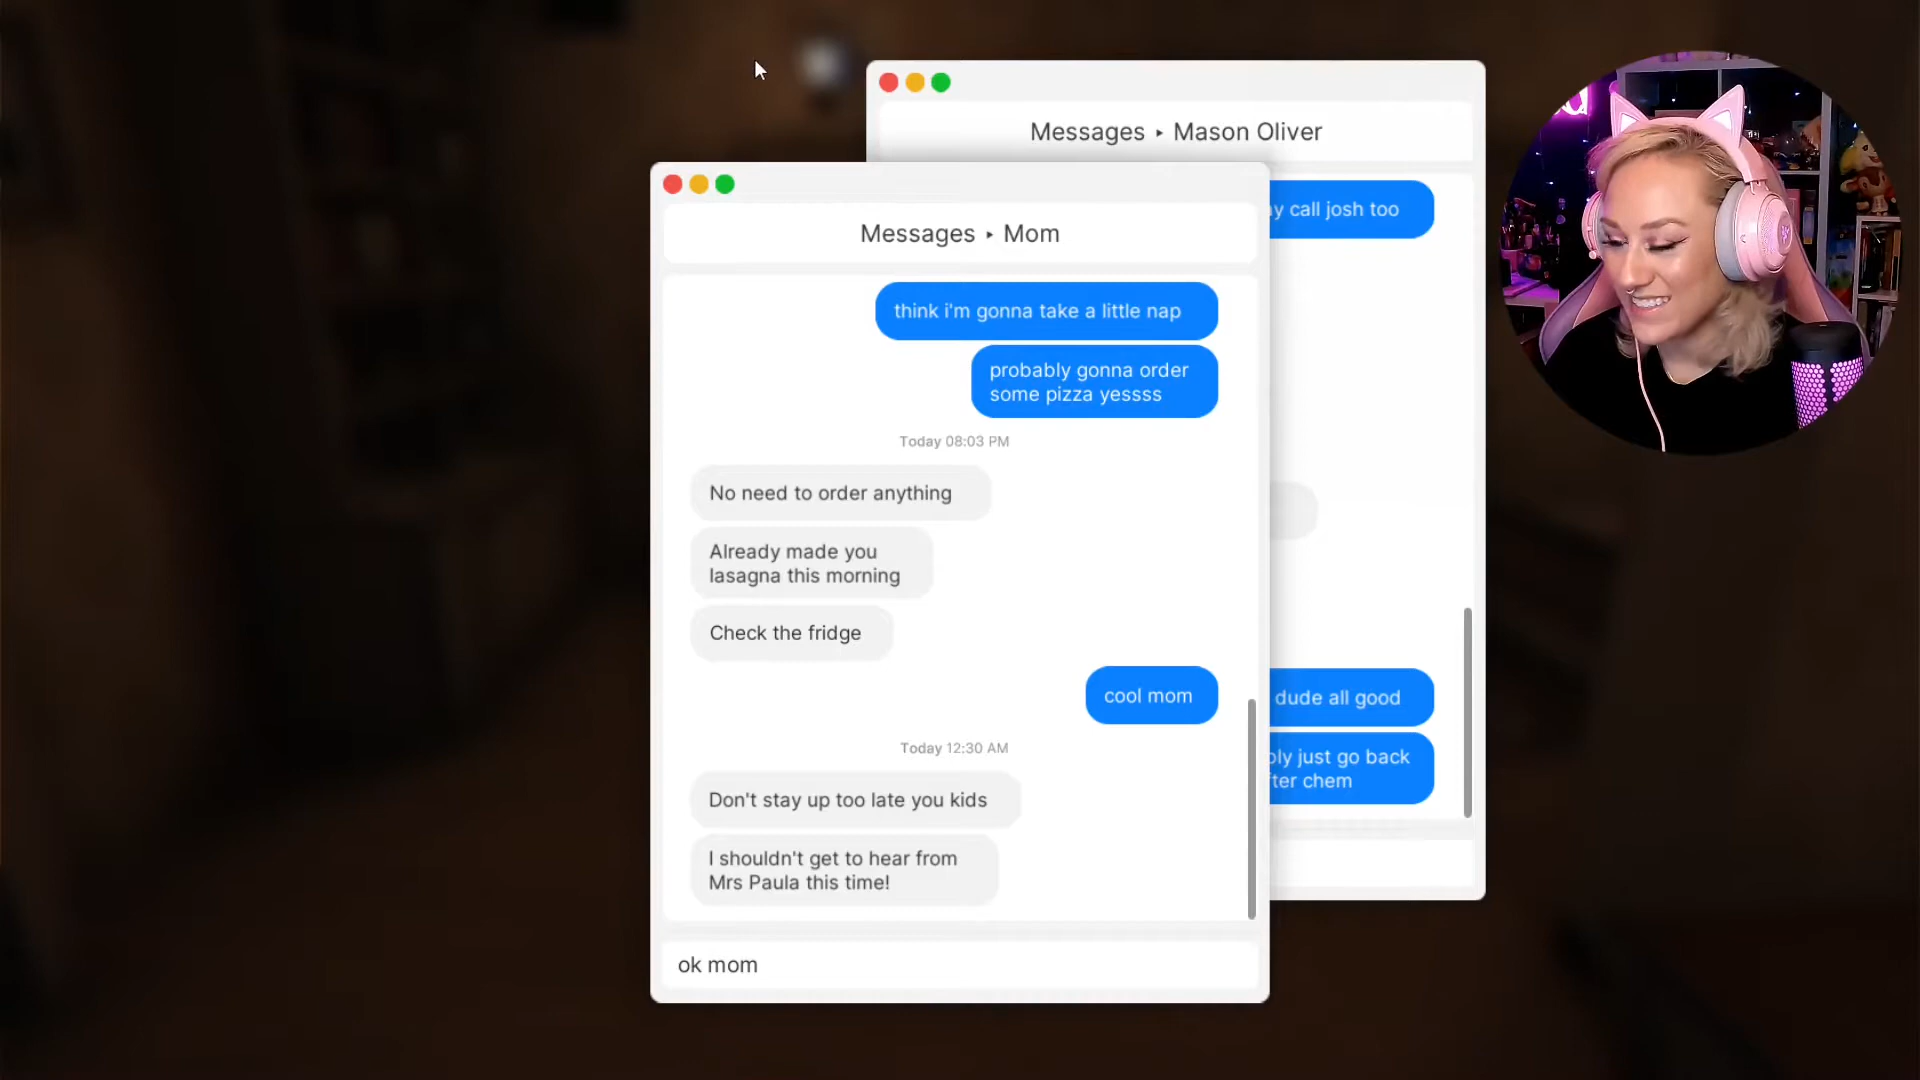 Messages ▸ Mason Oliver
call josh too
dude all good
just go back
chem
Messages ▸ Mom
think i'm gonna take a little nap
probably gonna order
some pizza yessss
Today 08:03 PM
No need to order anything
Already made you
lasagna this morning
Check the fridge
cool mom
Today 12:30 AM
Don't stay up too late you kids
I shouldn't get to hear from
Mrs Paula this time!
ok mom